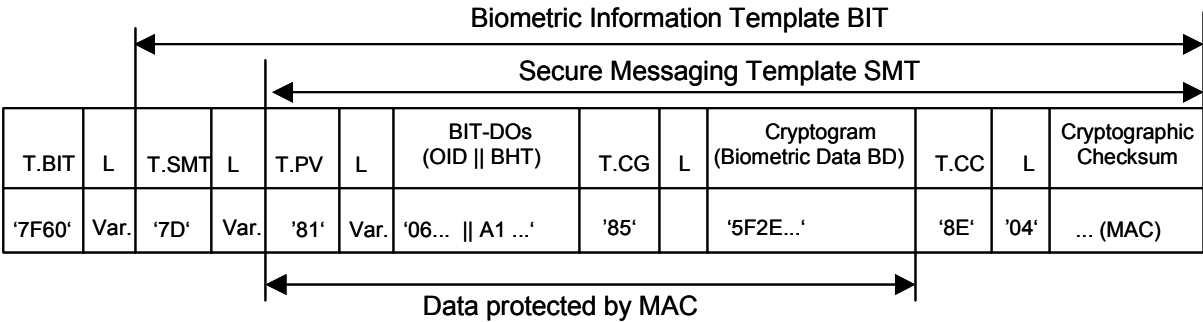 Biometric Information Template BIT
Secure Messaging Template SMT
T.BIT L T.SMT L T.PV L BIT-DOs (OID || BHT) T.CG L Cryptogram (Biometric Data BD) T.CC L Cryptographic Checksum
‘7F60‘ Var. ‘7D‘ Var. ’81‘ Var. ‘06... || A1 ...‘ ’85‘ ‘5F2E...‘ ‘8E‘ ’04‘ ... (MAC)
Data protected by MAC